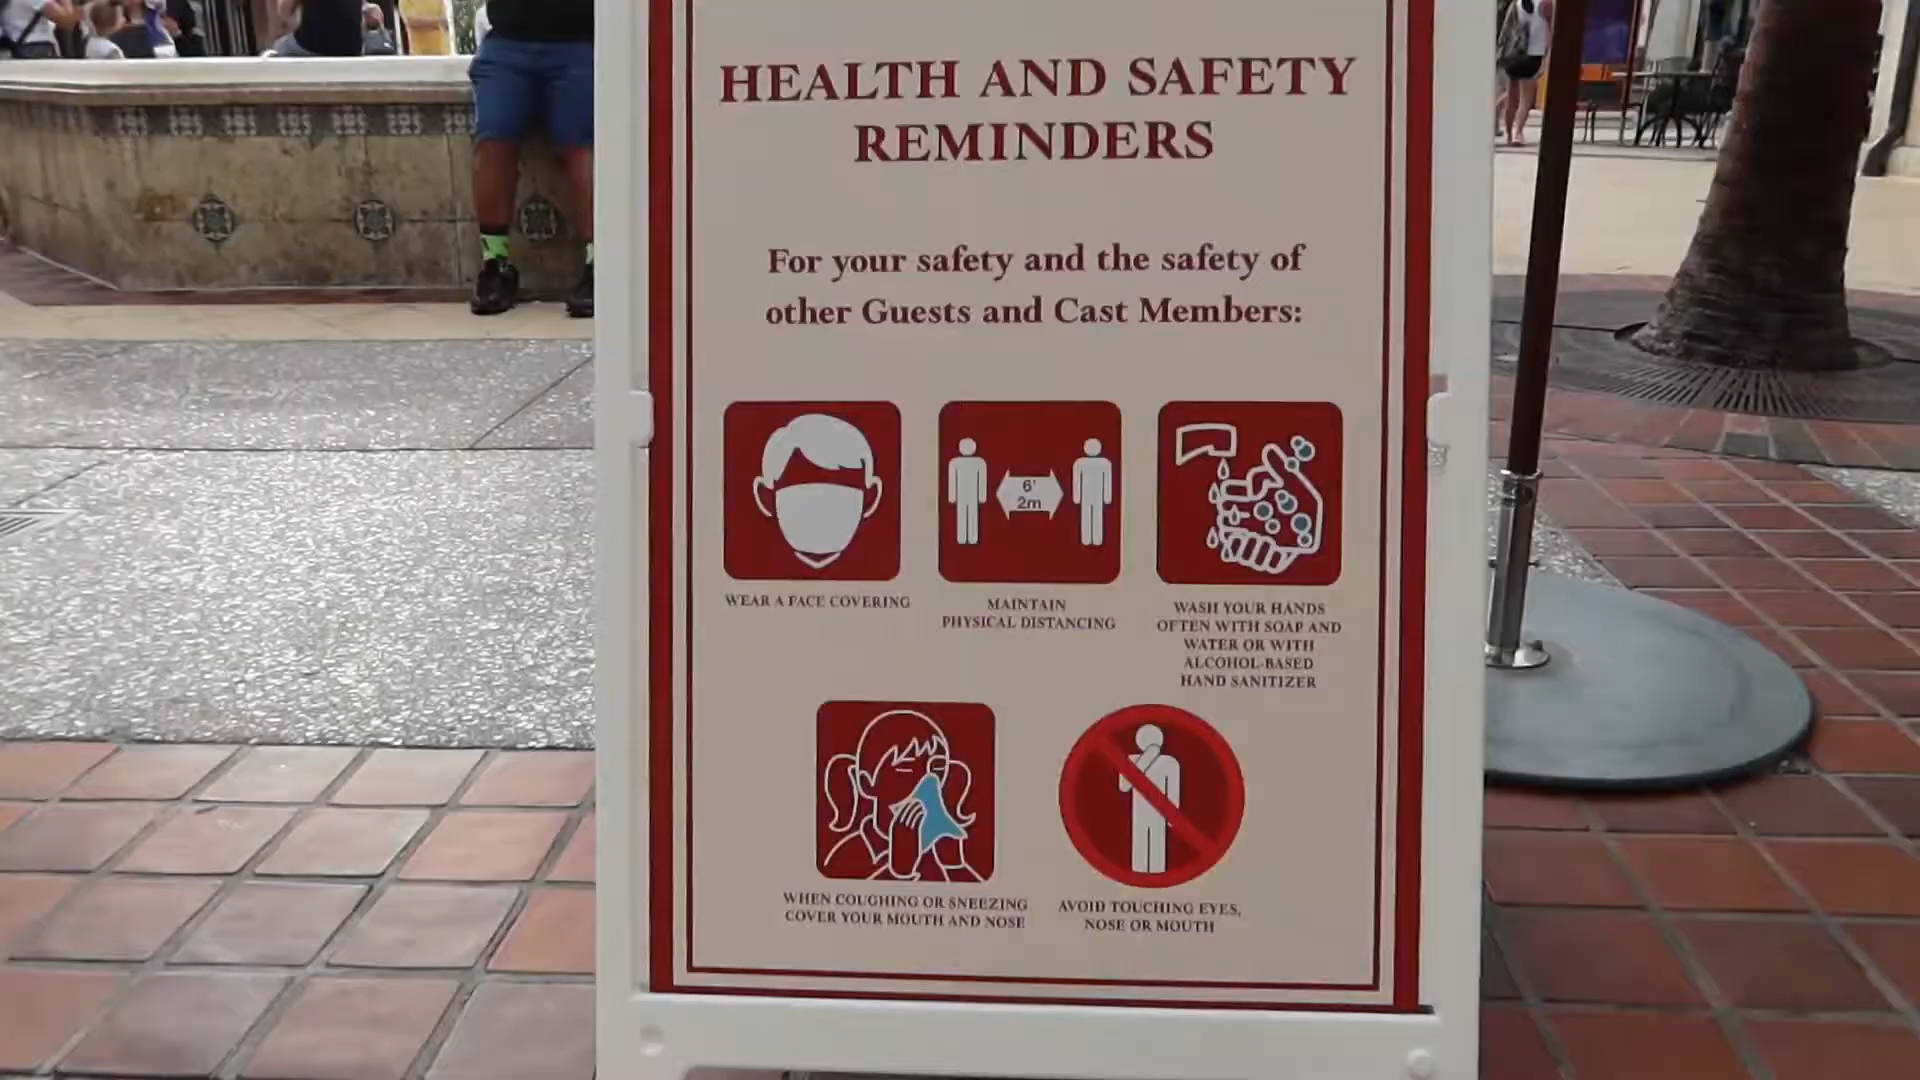 HEALTH AND SAFETY
REMINDERS
For your safety and the safety of
other Guests and Cast Members:
6'
2m
WEAR A FACE COVERING
MAINTAIN
PHYSICAL DISTANCING
WASH YOUR HANDS
OFTEN WITH SOAP AND
WATER OR WITH
ALCOHOL-BASED
HAND SANITIZER
WHEN COUGHING OR SNEEZING
COVER YOUR MOUTH AND NOSE
AVOID TOUCHING EYES,
NOSE OR MOUTH